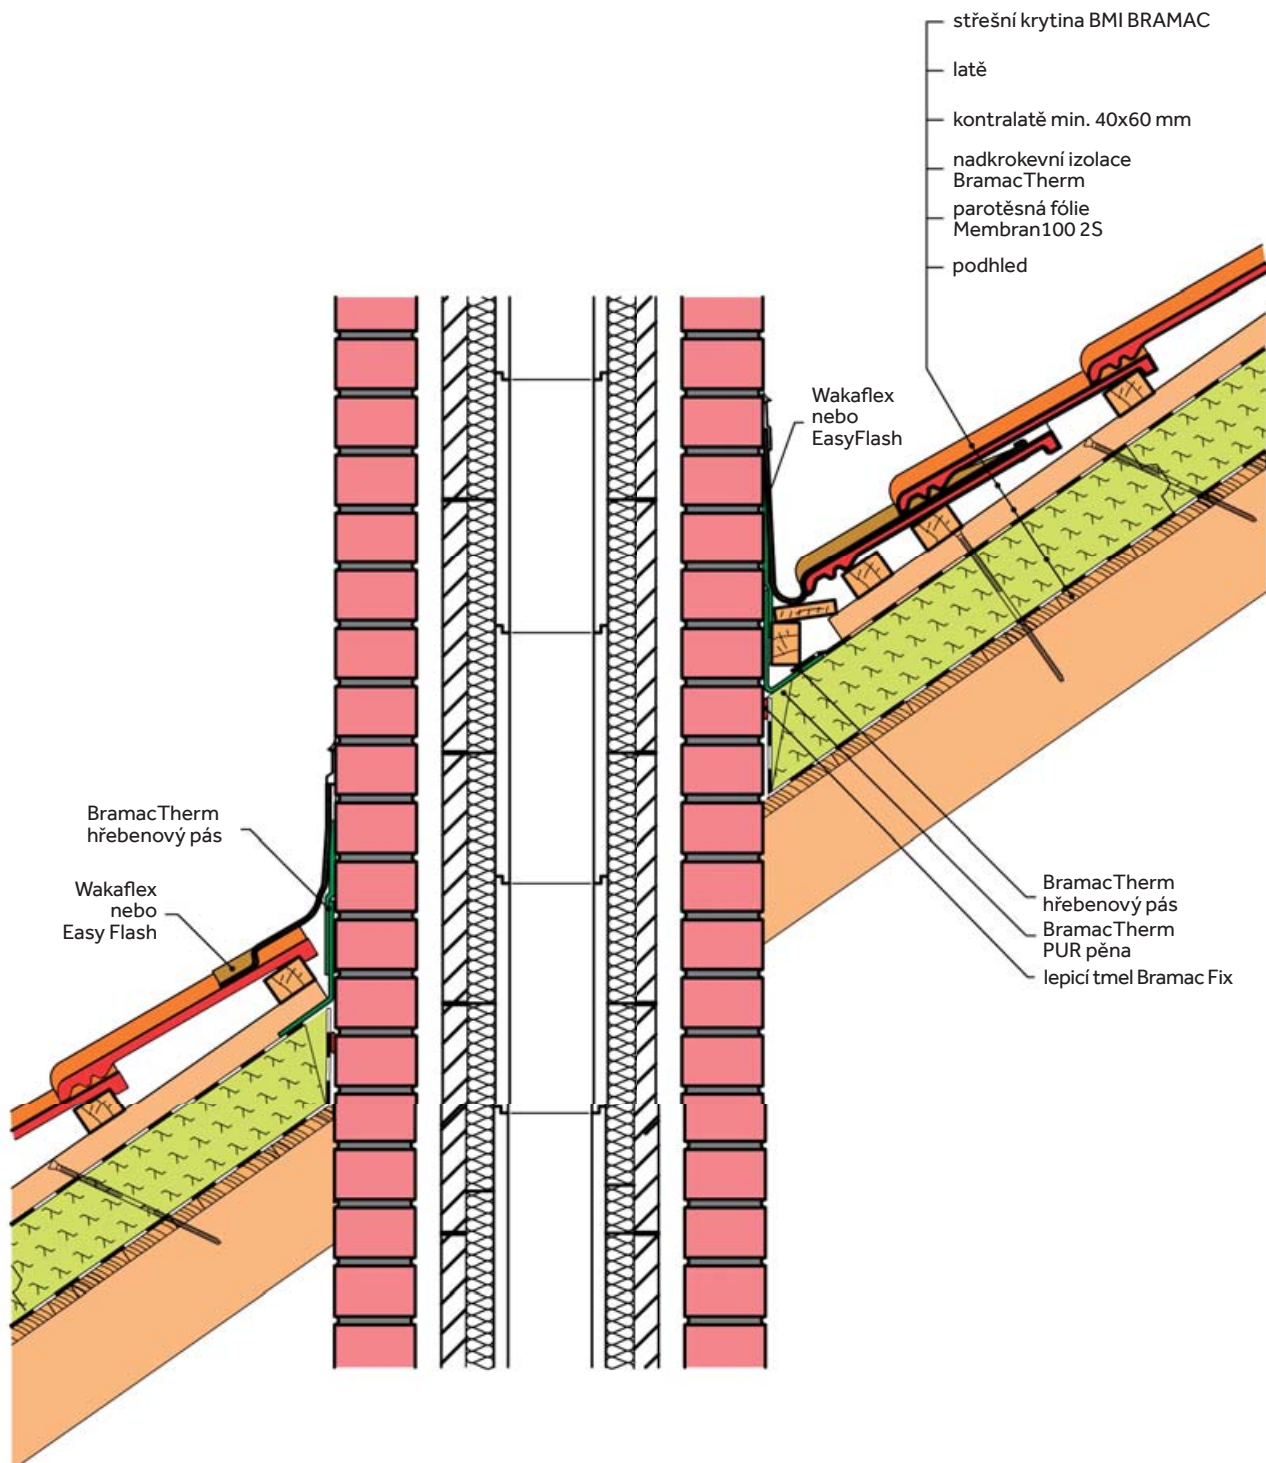 střešní krytina BMI BRAMAC
latě
kontralatě min. 40x60 mm
nadkrokevní izolace
BramacTherm
parotěsná fólie
Membran100 2S
podhled
Wakaflex
nebo
EasyFlash
BramacTherm
hřebenový pás
Wakaflex
nebo
Easy Flash
BramacTherm
hřebenový pás
BramacTherm
PUR pěna
lepicí tmel Bramac Fix